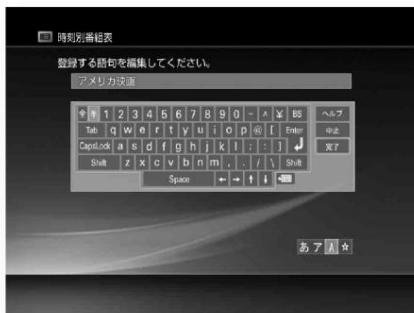 時刻別番組表
登録する語句を編集してください。
アメリカ映画
半 1 2 3 4 5 6 7 8 9 0 - ^ ¥ BS ヘルプ
Tab q w e r t y u i o p @ [ Enter 中止
CapsLock a s d f g h j k l ; : ] 完了
Shift z x c v b n m , . / \ Shift
Space ← → ↑ ↓
あ ア A ☆